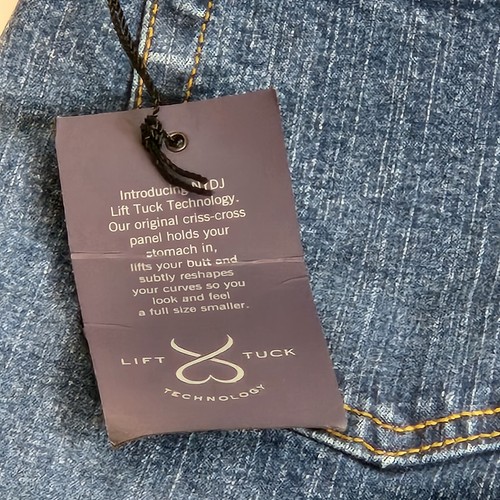 Introducing NYDJ
Lift Tuck Technology.
Our original criss-cross
panel holds your
stomach in,
lifts your butt and
subtly reshapes
your curves so you
look and feel
a full size smaller.
LIFT TUCK
TECHNOLOGY